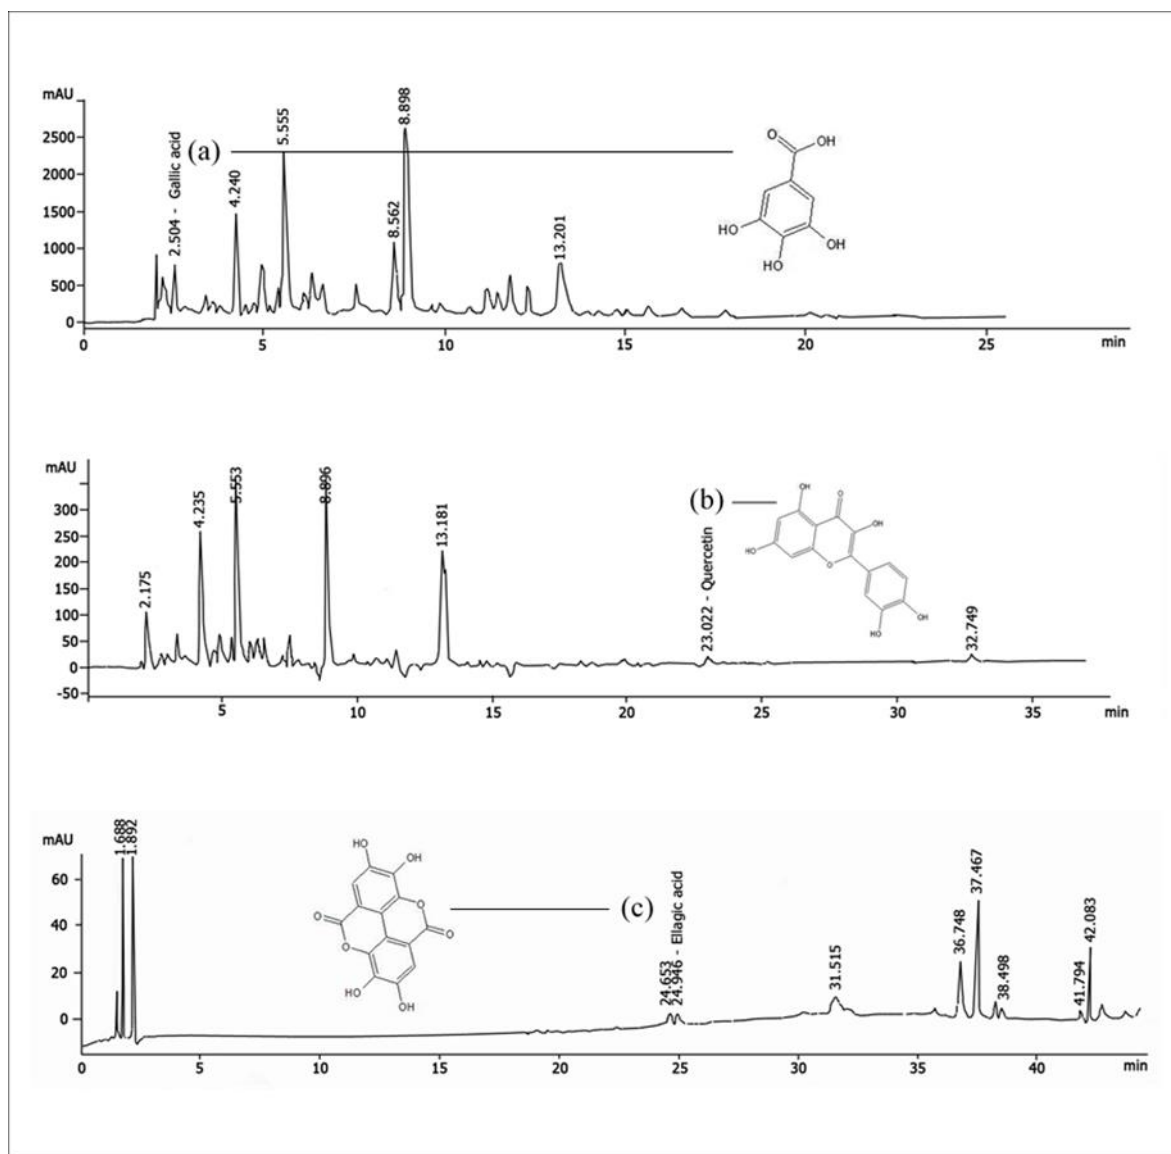 mAU
2500
2000
1500
1000
500
0
2.504 - Gallic acid
(a)
4.240
5.555
8.562
8.898
13.201
O
OH
HO
OH
HO
0
5
10
15
20
25
min
mAU
300
250
200
150
100
50
0
-50
2.175
4.235
5.553
8.896
13.181
23.022 - Quercetin
(b)
32.749
OH
O
OH
HO
O
OH
HO
5
10
15
20
25
30
35
min
mAU
60
40
20
0
1.688
1.892
HO
OH
O
O
O
O
HO
OH
(c)
24.653
24.946 - Ellagic acid
31.515
36.748
37.467
38.498
41.794
42.083
0
5
10
15
20
25
30
35
40
min